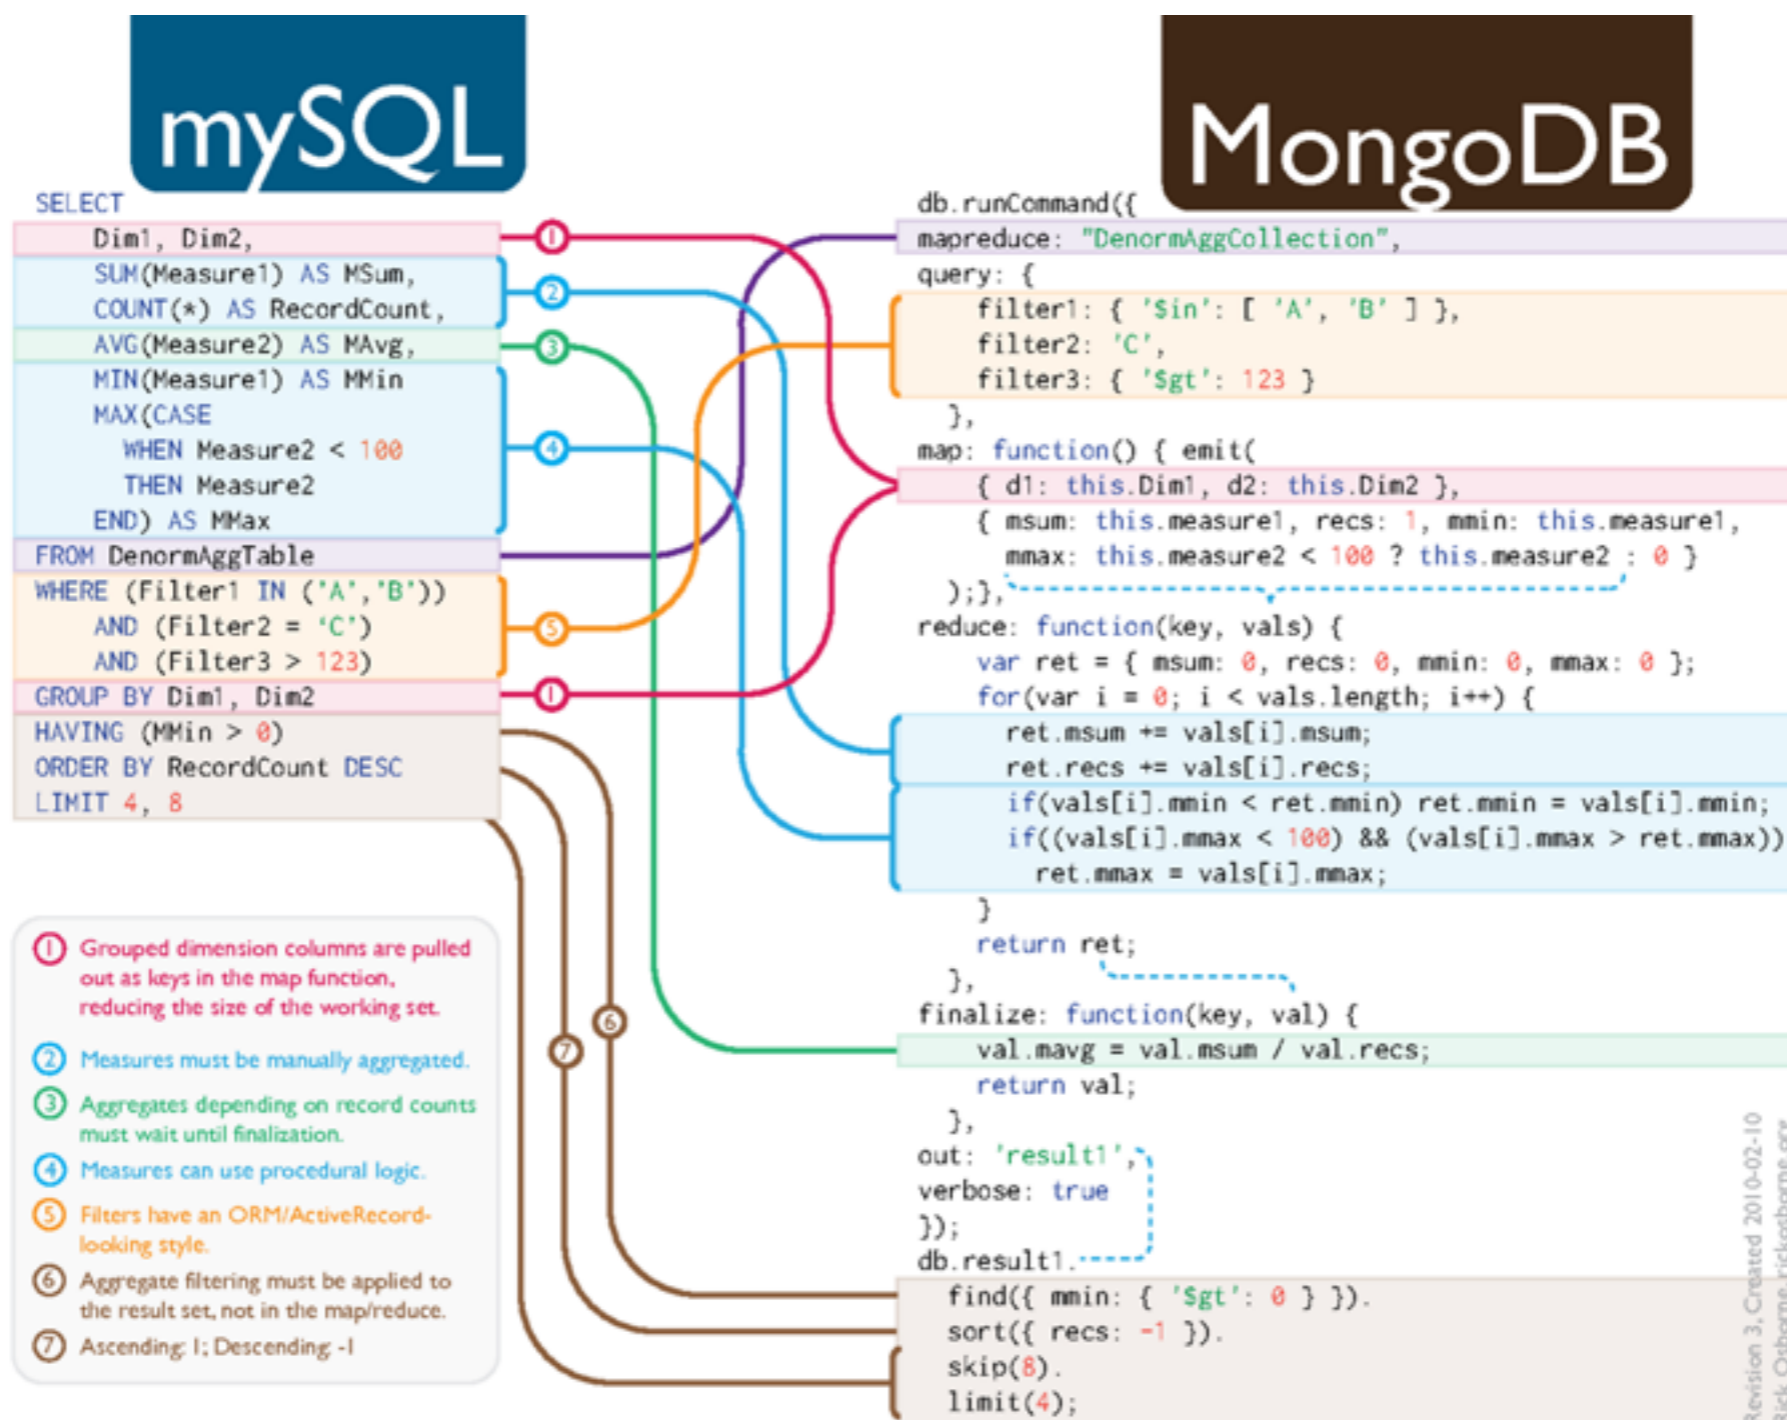 mySQL
SELECT
Dim1, Dim2,
SUM(Measure1) AS MSum,
COUNT(*) AS RecordCount,
AVG(Measure2) AS MAvg,
MIN(Measure1) AS MMin
MAX(CASE
WHEN Measure2 < 100
THEN Measure2
END) AS MMax
FROM DenormAggTable
WHERE (Filter1 IN ('A','B'))
AND (Filter2 = 'C')
AND (Filter3 > 123)
GROUP BY Dim1, Dim2
HAVING (MMin > 0)
ORDER BY RecordCount DESC
LIMIT 4, 8
1
2
3
4
5
1
6
7
1 Grouped dimension columns are pulled
out as keys in the map function,
reducing the size of the working set.
2 Measures must be manually aggregated.
3 Aggregates depending on record counts
must wait until finalization.
4 Measures can use procedural logic.
5 Filters have an ORM/ActiveRecord-
looking style.
6 Aggregate filtering must be applied to
the result set, not in the map/reduce.
7 Ascending: 1; Descending: -1
MongoDB
db.runCommand({
mapreduce: "DenormAggCollection",
query: {
filter1: { '$in': [ 'A', 'B' ] },
filter2: 'C',
filter3: { '$gt': 123 }
},
map: function() { emit(
{ d1: this.Dim1, d2: this.Dim2 },
{ msum: this.measure1, recs: 1, mmin: this.measure1,
mmax: this.measure2 < 100 ? this.measure2 : 0 }
);},
reduce: function(key, vals) {
var ret = { msum: 0, recs: 0, mmin: 0, mmax: 0 };
for(var i = 0; i < vals.length; i++) {
ret.msum += vals[i].msum;
ret.recs += vals[i].recs;
if(vals[i].mmin < ret.mmin) ret.mmin = vals[i].mmin;
if((vals[i].mmax < 100) && (vals[i].mmax > ret.mmax))
ret.mmax = vals[i].mmax;
}
return ret;
},
finalize: function(key, val) {
val.mavg = val.msum / val.recs;
return val;
},
out: 'result1',
verbose: true
});
db.result1.
find({ mmin: { '$gt': 0 } }).
sort({ recs: -1 }).
skip(8).
limit(4);
Revision 3, Created 2010-02-10
Rick Osborne, rickosborne.org